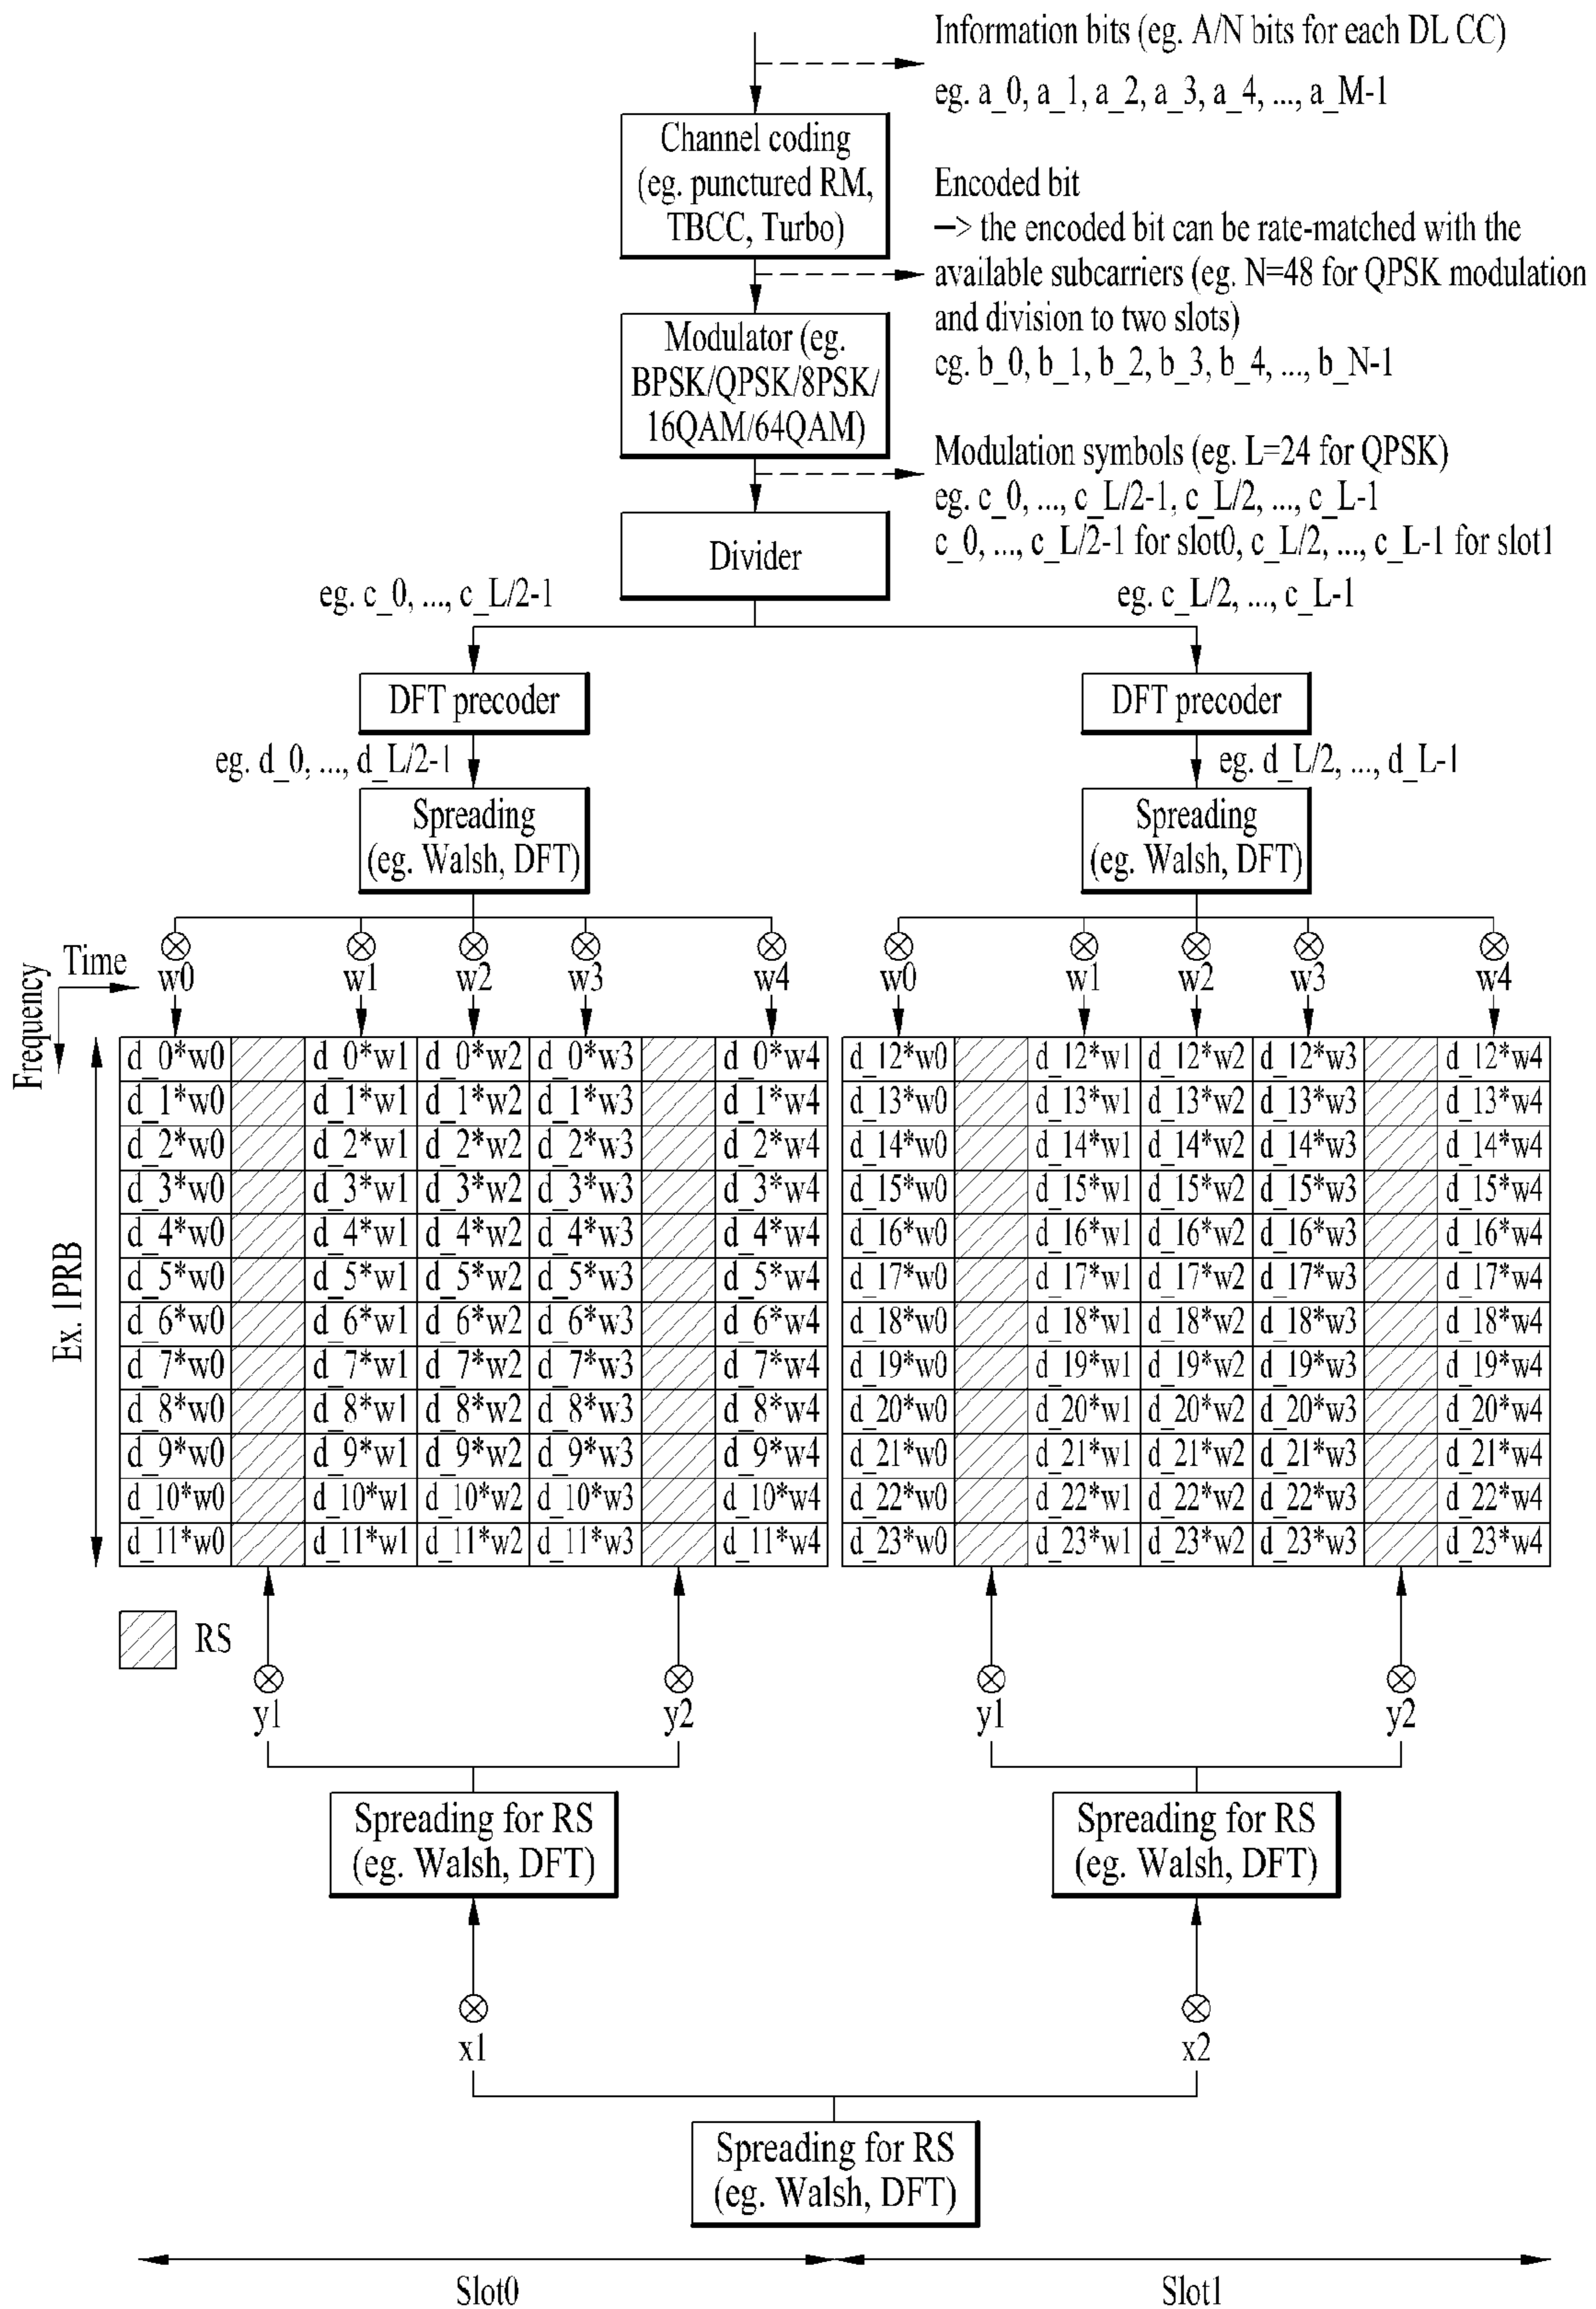 Information bits (eg. A/N bits for each DL CC)
eg. a_0, a_1, a_2, a_3, a_4, ..., a_M-1
Channel coding
(eg. punctured RM,
TBCC, Turbo)
Encoded bit
–> the encoded bit can be rate-matched with the
available subcarriers (eg. N=48 for QPSK modulation
and division to two slots)
eg. b_0, b_1, b_2, b_3, b_4, ..., b_N-1
Modulator (eg.
BPSK/QPSK/8PSK/
16QAM/64QAM)
Modulation symbols (eg. L=24 for QPSK)
eg. c_0, ..., c_L/2-1, c_L/2, ..., c_L-1
c_0, ..., c_L/2-1 for slot0, c_L/2, ..., c_L-1 for slot1
Divider
eg. c_0, ..., c_L/2-1
eg. c_L/2, ..., c_L-1
DFT precoder
DFT precoder
eg. d_0, ..., d_L/2-1
eg. d_L/2, ..., d_L-1
Spreading
(eg. Walsh, DFT)
Spreading
(eg. Walsh, DFT)
Time
Frequency
w0 w1 w2 w3 w4 w0 w1 w2 w3 w4
d_0*w0 d_0*w1 d_0*w2 d_0*w3 d_0*w4 d_12*w0 d_12*w1 d_12*w2 d_12*w3 d_12*w4
d_1*w0 d_1*w1 d_1*w2 d_1*w3 d_1*w4 d_13*w0 d_13*w1 d_13*w2 d_13*w3 d_13*w4
d_2*w0 d_2*w1 d_2*w2 d_2*w3 d_2*w4 d_14*w0 d_14*w1 d_14*w2 d_14*w3 d_14*w4
d_3*w0 d_3*w1 d_3*w2 d_3*w3 d_3*w4 d_15*w0 d_15*w1 d_15*w2 d_15*w3 d_15*w4
d_4*w0 d_4*w1 d_4*w2 d_4*w3 d_4*w4 d_16*w0 d_16*w1 d_16*w2 d_16*w3 d_16*w4
d_5*w0 d_5*w1 d_5*w2 d_5*w3 d_5*w4 d_17*w0 d_17*w1 d_17*w2 d_17*w3 d_17*w4
d_6*w0 d_6*w1 d_6*w2 d_6*w3 d_6*w4 d_18*w0 d_18*w1 d_18*w2 d_18*w3 d_18*w4
d_7*w0 d_7*w1 d_7*w2 d_7*w3 d_7*w4 d_19*w0 d_19*w1 d_19*w2 d_19*w3 d_19*w4
d_8*w0 d_8*w1 d_8*w2 d_8*w3 d_8*w4 d_20*w0 d_20*w1 d_20*w2 d_20*w3 d_20*w4
d_9*w0 d_9*w1 d_9*w2 d_9*w3 d_9*w4 d_21*w0 d_21*w1 d_21*w2 d_21*w3 d_21*w4
d_10*w0 d_10*w1 d_10*w2 d_10*w3 d_10*w4 d_22*w0 d_22*w1 d_22*w2 d_22*w3 d_22*w4
d_11*w0 d_11*w1 d_11*w2 d_11*w3 d_11*w4 d_23*w0 d_23*w1 d_23*w2 d_23*w3 d_23*w4
Ex. 1PRB
RS
y1 y2 y1 y2
Spreading for RS
(eg. Walsh, DFT)
Spreading for RS
(eg. Walsh, DFT)
x1 x2
Spreading for RS
(eg. Walsh, DFT)
Slot0 Slot1